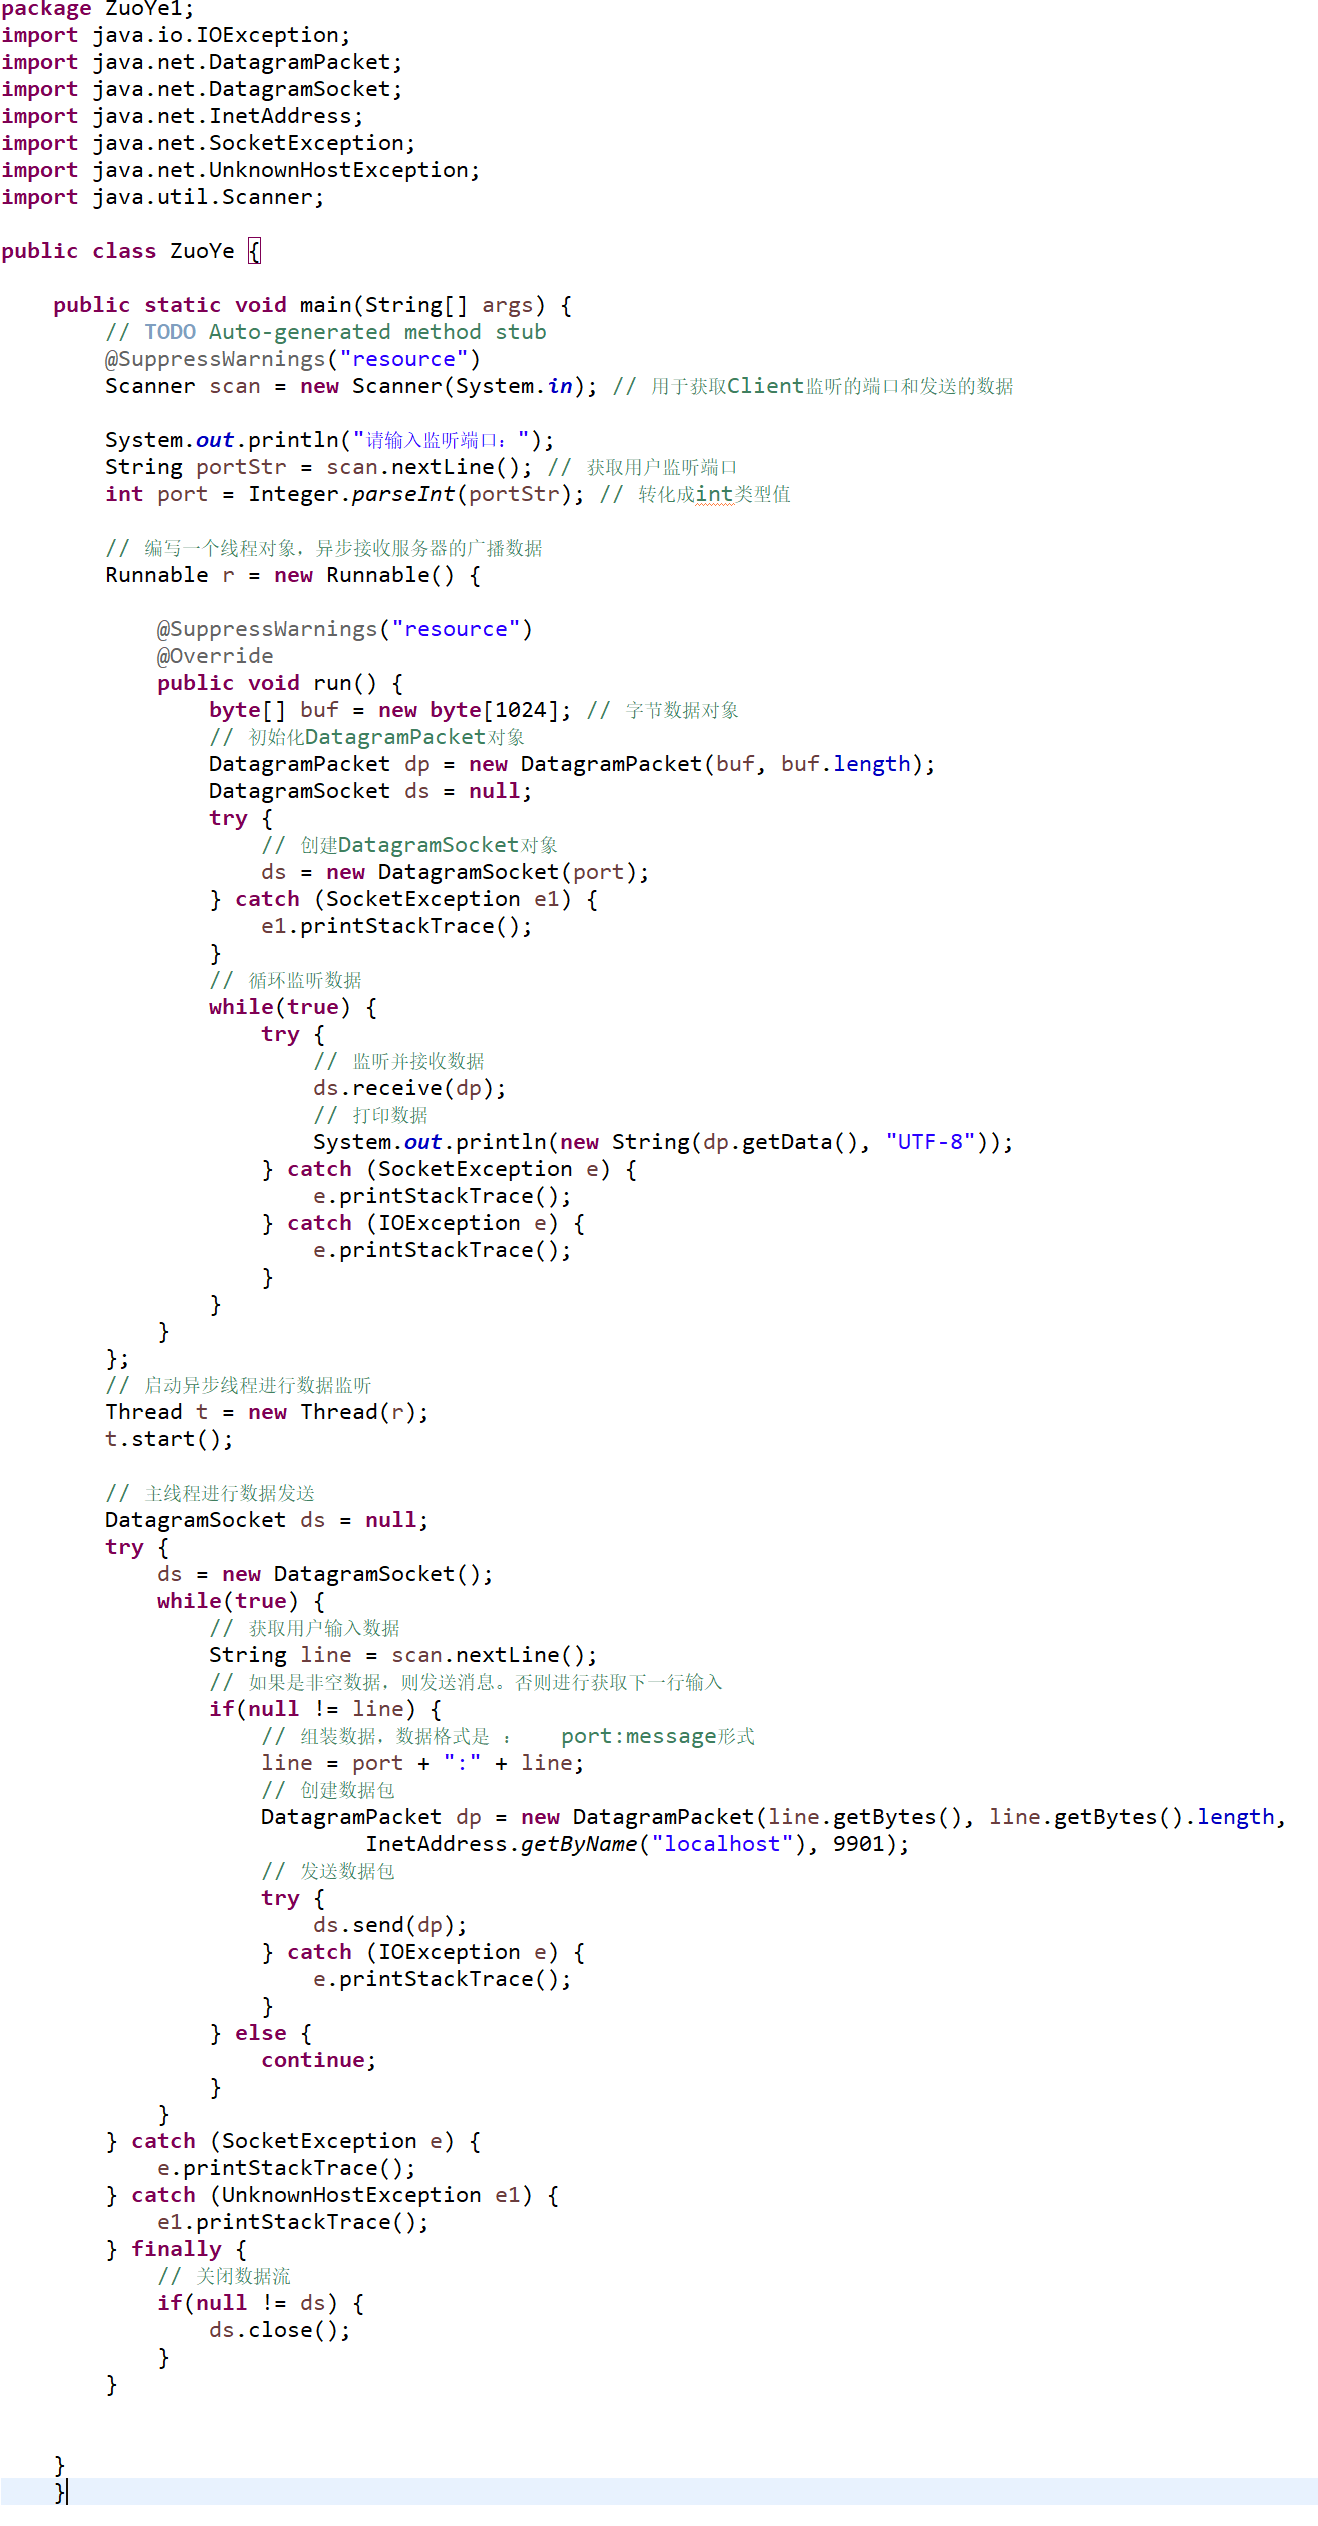 package ZuoYe1;
import java.io.IOException;
import java.net.DatagramPacket;
import java.net.DatagramSocket;
import java.net.InetAddress;
import java.net.SocketException;
import java.net.UnknownHostException;
import java.util.Scanner;
public class ZuoYe {
public static void main(String[] args) {
// TODO Auto-generated method stub
@SuppressWarnings("resource")
Scanner scan = new Scanner(System.in); // 用于获取Client监听的端口和发送的数据
System.out.println("请输入监听端口：");
String portStr = scan.nextLine(); // 获取用户监听端口
int port = Integer.parseInt(portStr); // 转化成int类型值
// 编写一个线程对象，异步接收服务器的广播数据
Runnable r = new Runnable() {
@SuppressWarnings("resource")
@Override
public void run() {
byte[] buf = new byte[1024]; // 字节数据对象
// 初始化DatagramPacket对象
DatagramPacket dp = new DatagramPacket(buf, buf.length);
DatagramSocket ds = null;
try {
// 创建DatagramSocket对象
ds = new DatagramSocket(port);
} catch (SocketException e1) {
e1.printStackTrace();
}
// 循环监听数据
while(true) {
try {
// 监听并接收数据
ds.receive(dp);
// 打印数据
System.out.println(new String(dp.getData(), "UTF-8"));
} catch (SocketException e) {
e.printStackTrace();
} catch (IOException e) {
e.printStackTrace();
}
}
}
};
// 启动异步线程进行数据监听
Thread t = new Thread(r);
t.start();
// 主线程进行数据发送
DatagramSocket ds = null;
try {
ds = new DatagramSocket();
while(true) {
// 获取用户输入数据
String line = scan.nextLine();
// 如果是非空数据，则发送消息。否则进行获取下一行输入
if(null != line) {
// 组装数据，数据格式是 ： port:message形式
line = port + ":" + line;
// 创建数据包
DatagramPacket dp = new DatagramPacket(line.getBytes(), line.getBytes().length,
InetAddress.getByName("localhost"), 9901);
// 发送数据包
try {
ds.send(dp);
} catch (IOException e) {
e.printStackTrace();
}
} else {
continue;
}
}
} catch (SocketException e) {
e.printStackTrace();
} catch (UnknownHostException e1) {
e1.printStackTrace();
} finally {
// 关闭数据流
if(null != ds) {
ds.close();
}
}
}
}